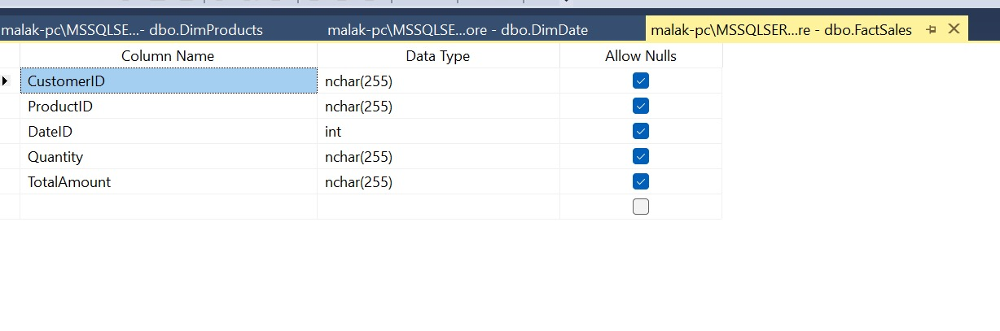 malak-pc\MSSQLSE...- dbo.DimProducts malak-pc\MSSQLSE...ore - dbo.DimDate malak-pc\MSSQLSER...re - dbo.FactSales
Column Name Data Type Allow Nulls
CustomerID nchar(255)
ProductID nchar(255)
DateID int
Quantity nchar(255)
TotalAmount nchar(255)